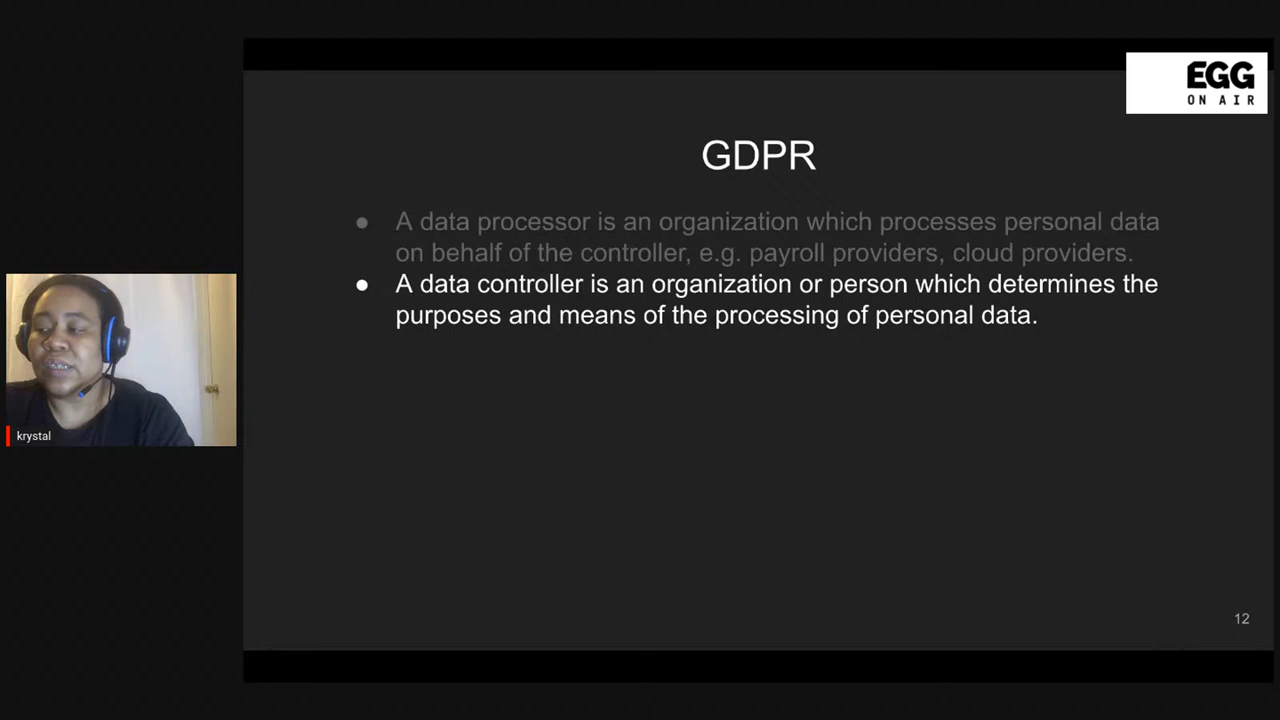 EGG
ON AIR
GDPR
● A data processor is an organization which processes personal data
on behalf of the controller, e.g. payroll providers, cloud providers.
● A data controller is an organization or person which determines the
purposes and means of the processing of personal data.
krystal
12